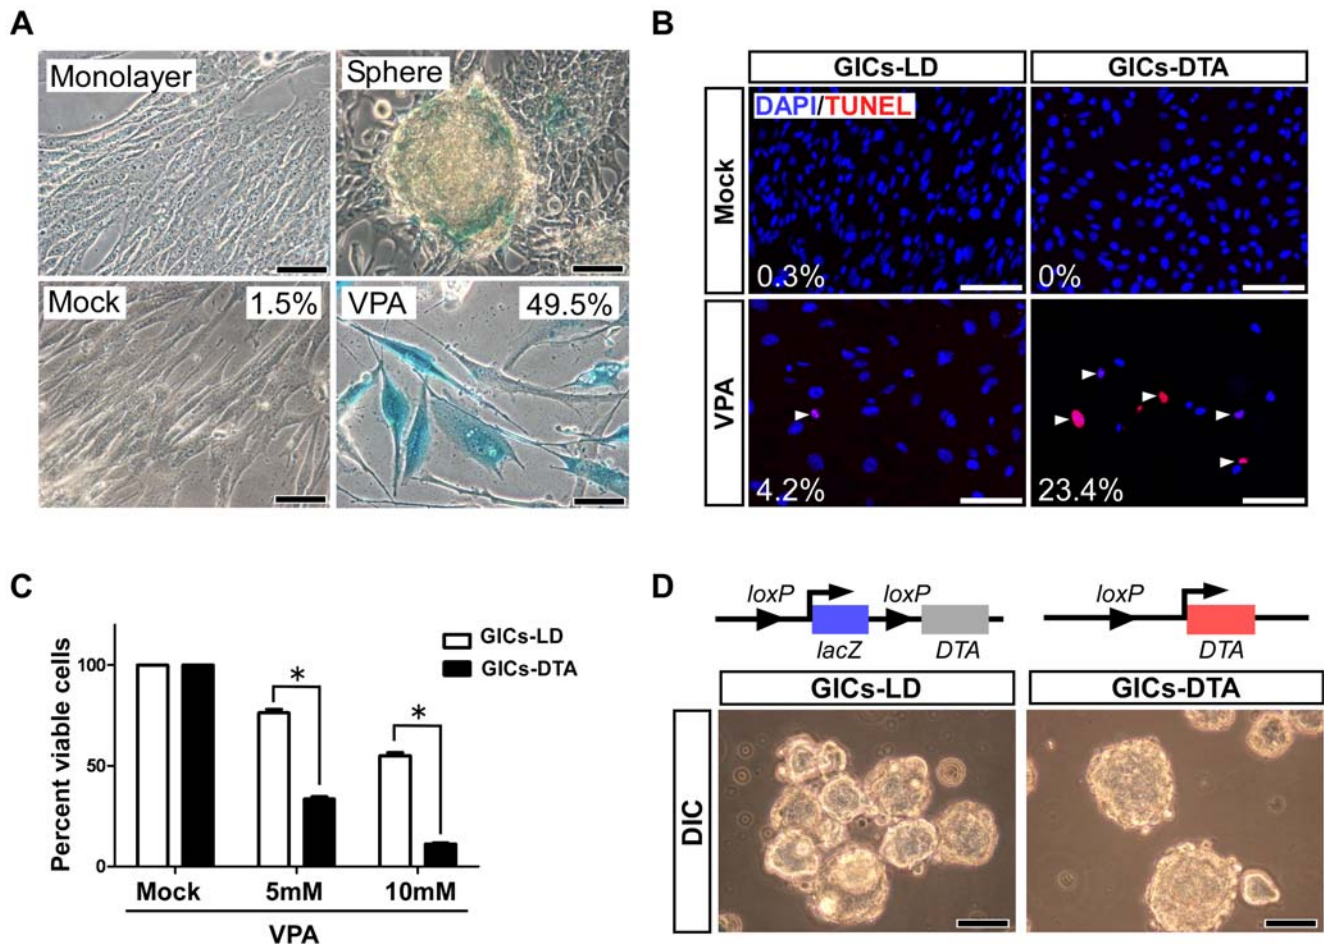 A
Monolayer
Sphere
Mock
1.5%
VPA
49.5%
B
GICs-LD
GICs-DTA
Mock
DAPI/TUNEL
0.3%
0%
VPA
4.2%
23.4%
C
Percent viable cells
100
50
0
GICs-LD
GICs-DTA
*
*
Mock
5mM
10mM
VPA
D
loxP
loxP
lacZ
DTA
loxP
DTA
GICs-LD
GICs-DTA
DIC